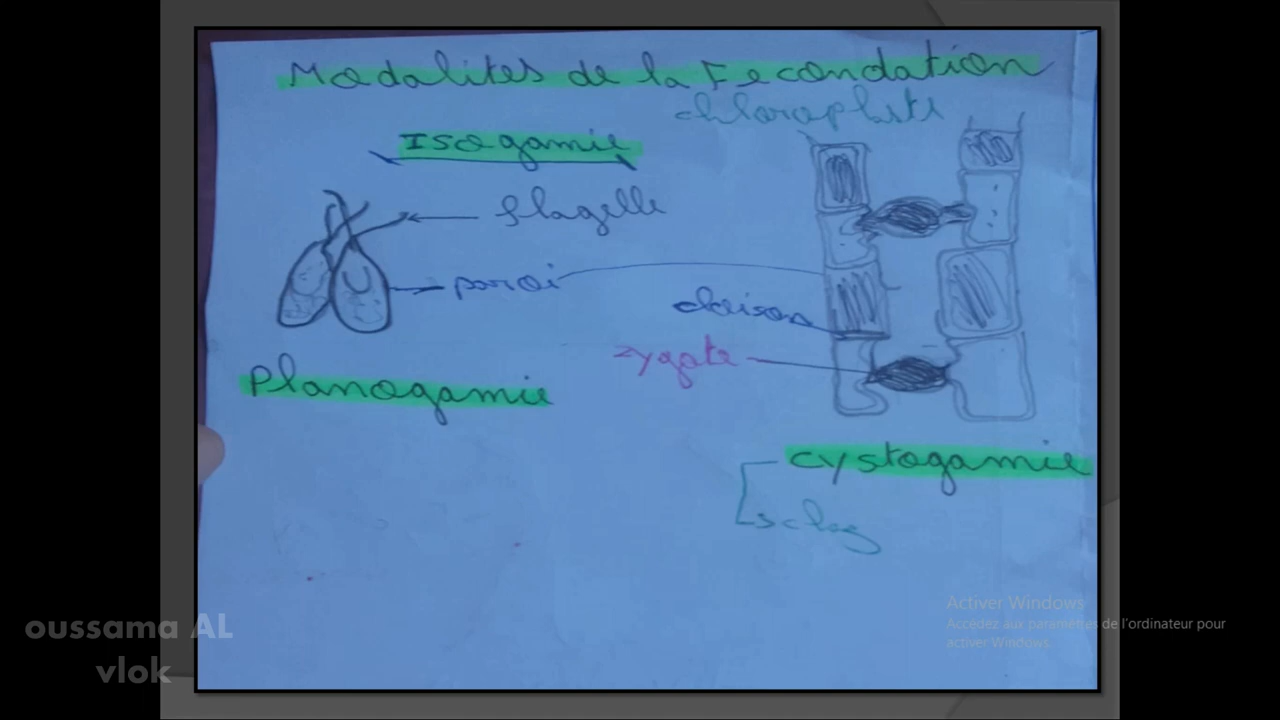 Modalites de la Fecondation
Isogamie
flagelle
paroi
cloison
zygote
Planogamie
cystogamie
oussama AL
vlok
Activer Windows
Accédez aux paramètres de l'ordinateur pour
activer Windows.